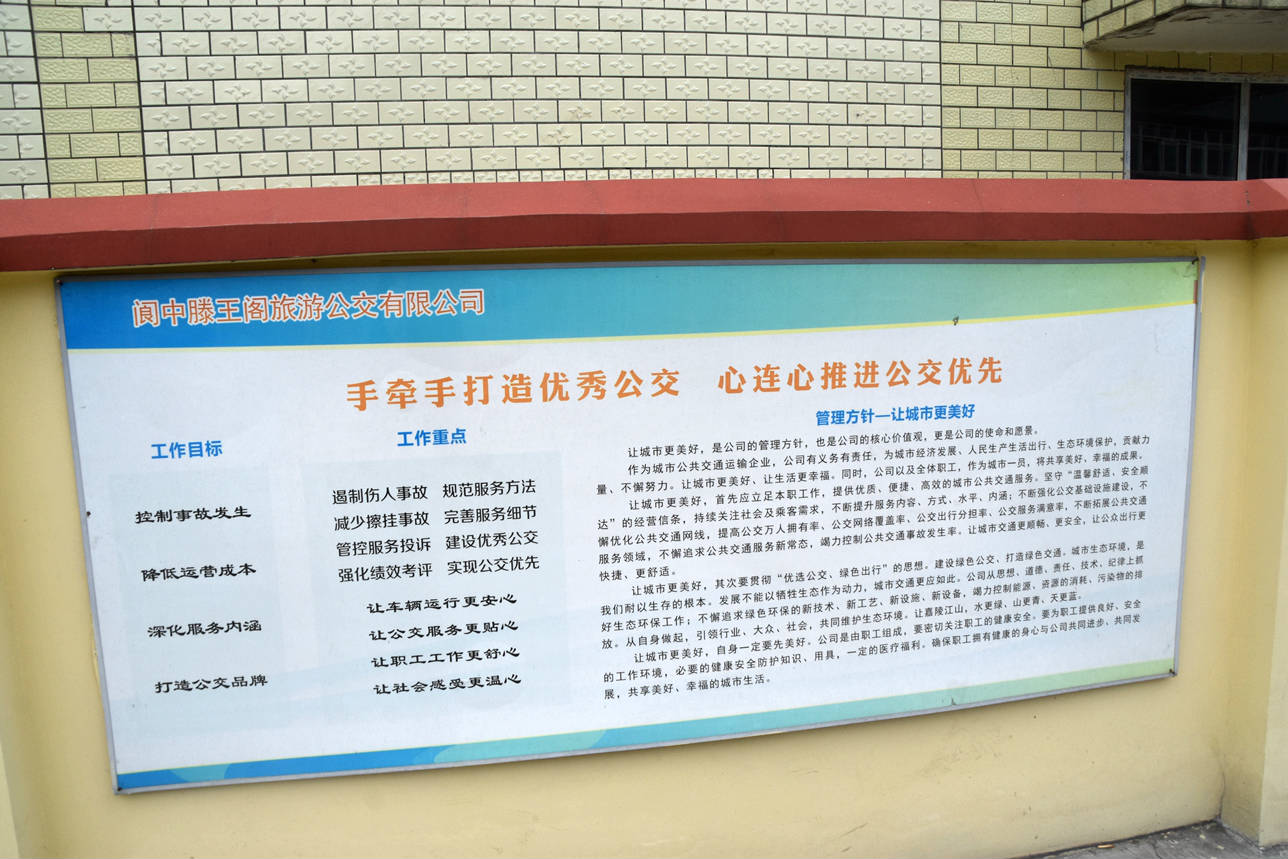 阆中滕王阁旅游公交有限公司
手牵手打造优秀公交 心连心推进公交优先
工作目标
控制事故发生
降低运营成本
深化服务内涵
打造公交品牌
工作重点
遏制伤人事故 规范服务方法
减少擦挂事故 完善服务细节
管控服务投诉 建设优秀公交
强化绩效考评 实现公交优先
让车辆运行更安心
让公交服务更贴心
让职工工作更舒心
让社会感受更温心
管理方针—让城市更美好
让城市更美好，是公司的管理方针，也是公司的核心价值观，更是公司的使命和愿景。
作为城市公共交通运输企业，公司有义务有责任，为城市经济发展、人民生产生活出行、生态环境保护，贡献力
量、不懈努力。让城市更美好、让生活更幸福。同时，公司以及全体职工，作为城市一员，将共享美好、幸福的成果。
让城市更美好，首先应立足本职工作，提供优质、便捷、高效的城市公共交通服务。坚守“温馨舒适、安全顺
达”的经营信条，持续关注社会及乘客需求，不断提升服务内容、方式、水平、内涵；不断强化公交基础设施建设，不
懈优化公共交通网线，提高公交万人拥有率、公交网络覆盖率、公交出行分担率、公交服务满意率，不断拓展公共交通
服务领域，不懈追求公共交通服务新常态，竭力控制公共交通事故发生率。让城市交通更顺畅、更安全，让公众出行更
快捷、更舒适。
让城市更美好，其次要贯彻“优选公交、绿色出行”的思想。建设绿色公交、打造绿色交通。城市生态环境，是
我们耐以生存的根本。发展不能以牺牲生态作为动力，城市交通更应如此。公司从思想、道德、责任、技术、纪律上抓
好生态环保工作；不懈追求绿色环保的新技术、新工艺、新设施、新设备，竭力控制能源、资源的消耗、污染物的排
放。从自身做起，引领行业、大众、社会，共同维护生态环境。让嘉陵江山，水更绿、山更青、天更蓝。
让城市更美好，自身一定要先美好。公司是由职工组成，要密切关注职工的健康安全。要为职工提供良好、安全
的工作环境，必要的健康安全防护知识、用具，一定的医疗福利。确保职工拥有健康的身心与公司共同进步、共同发
展，共享美好、幸福的城市生活。